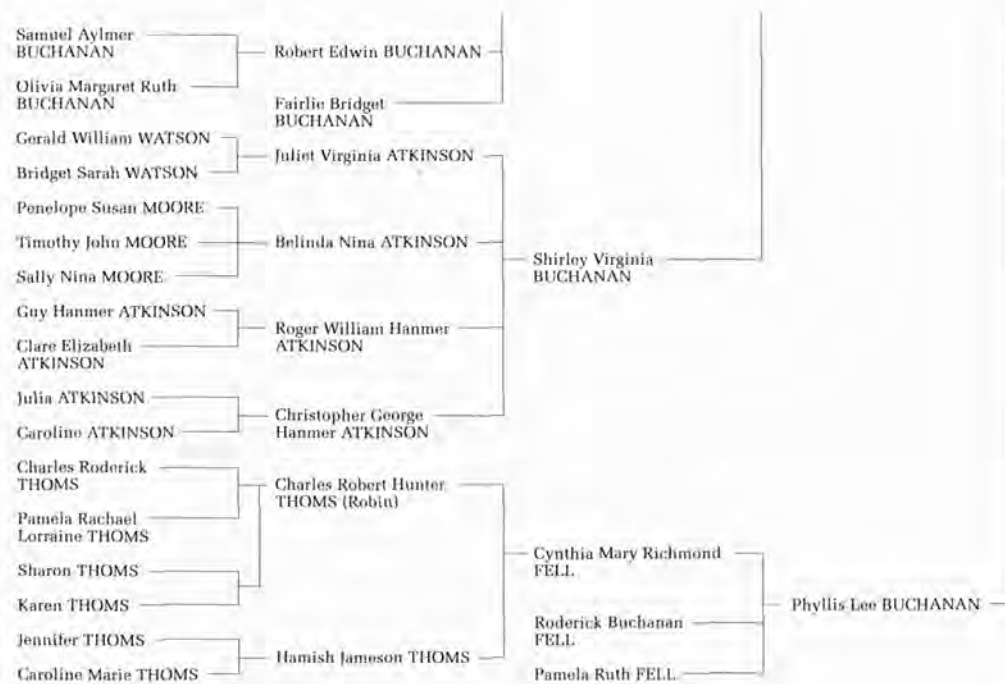 Samuel Aylmer
BUCHANAN
Olivia Margaret Ruth
BUCHANAN
Gerald William WATSON
Bridget Sarah WATSON
Penelope Susan MOORE
Timothy John MOORE
Sally Nina MOORE
Guy Hanmer ATKINSON
Clare Elizabeth
ATKINSON
Julia ATKINSON
Caroline ATKINSON
Charles Roderick
THOMS
Pamela Rachael
Lorraine THOMS
Sharon THOMS
Karen THOMS
Jennifer THOMS
Caroline Marie THOMS
Robert Edwin BUCHANAN
Fairlie Bridget
BUCHANAN
Juliet Virginia ATKINSON
Belinda Nina ATKINSON
Roger William Hanmer
ATKINSON
Christopher George
Hanmer ATKINSON
Charles Robert Hunter
THOMS (Robin)
Hamish Jameson THOMS
Shirley Virginia
BUCHANAN
Cynthia Mary Richmond
FELL
Roderick Buchanan
FELL
Pamela Ruth FELL
Phyllis Lee BUCHANAN